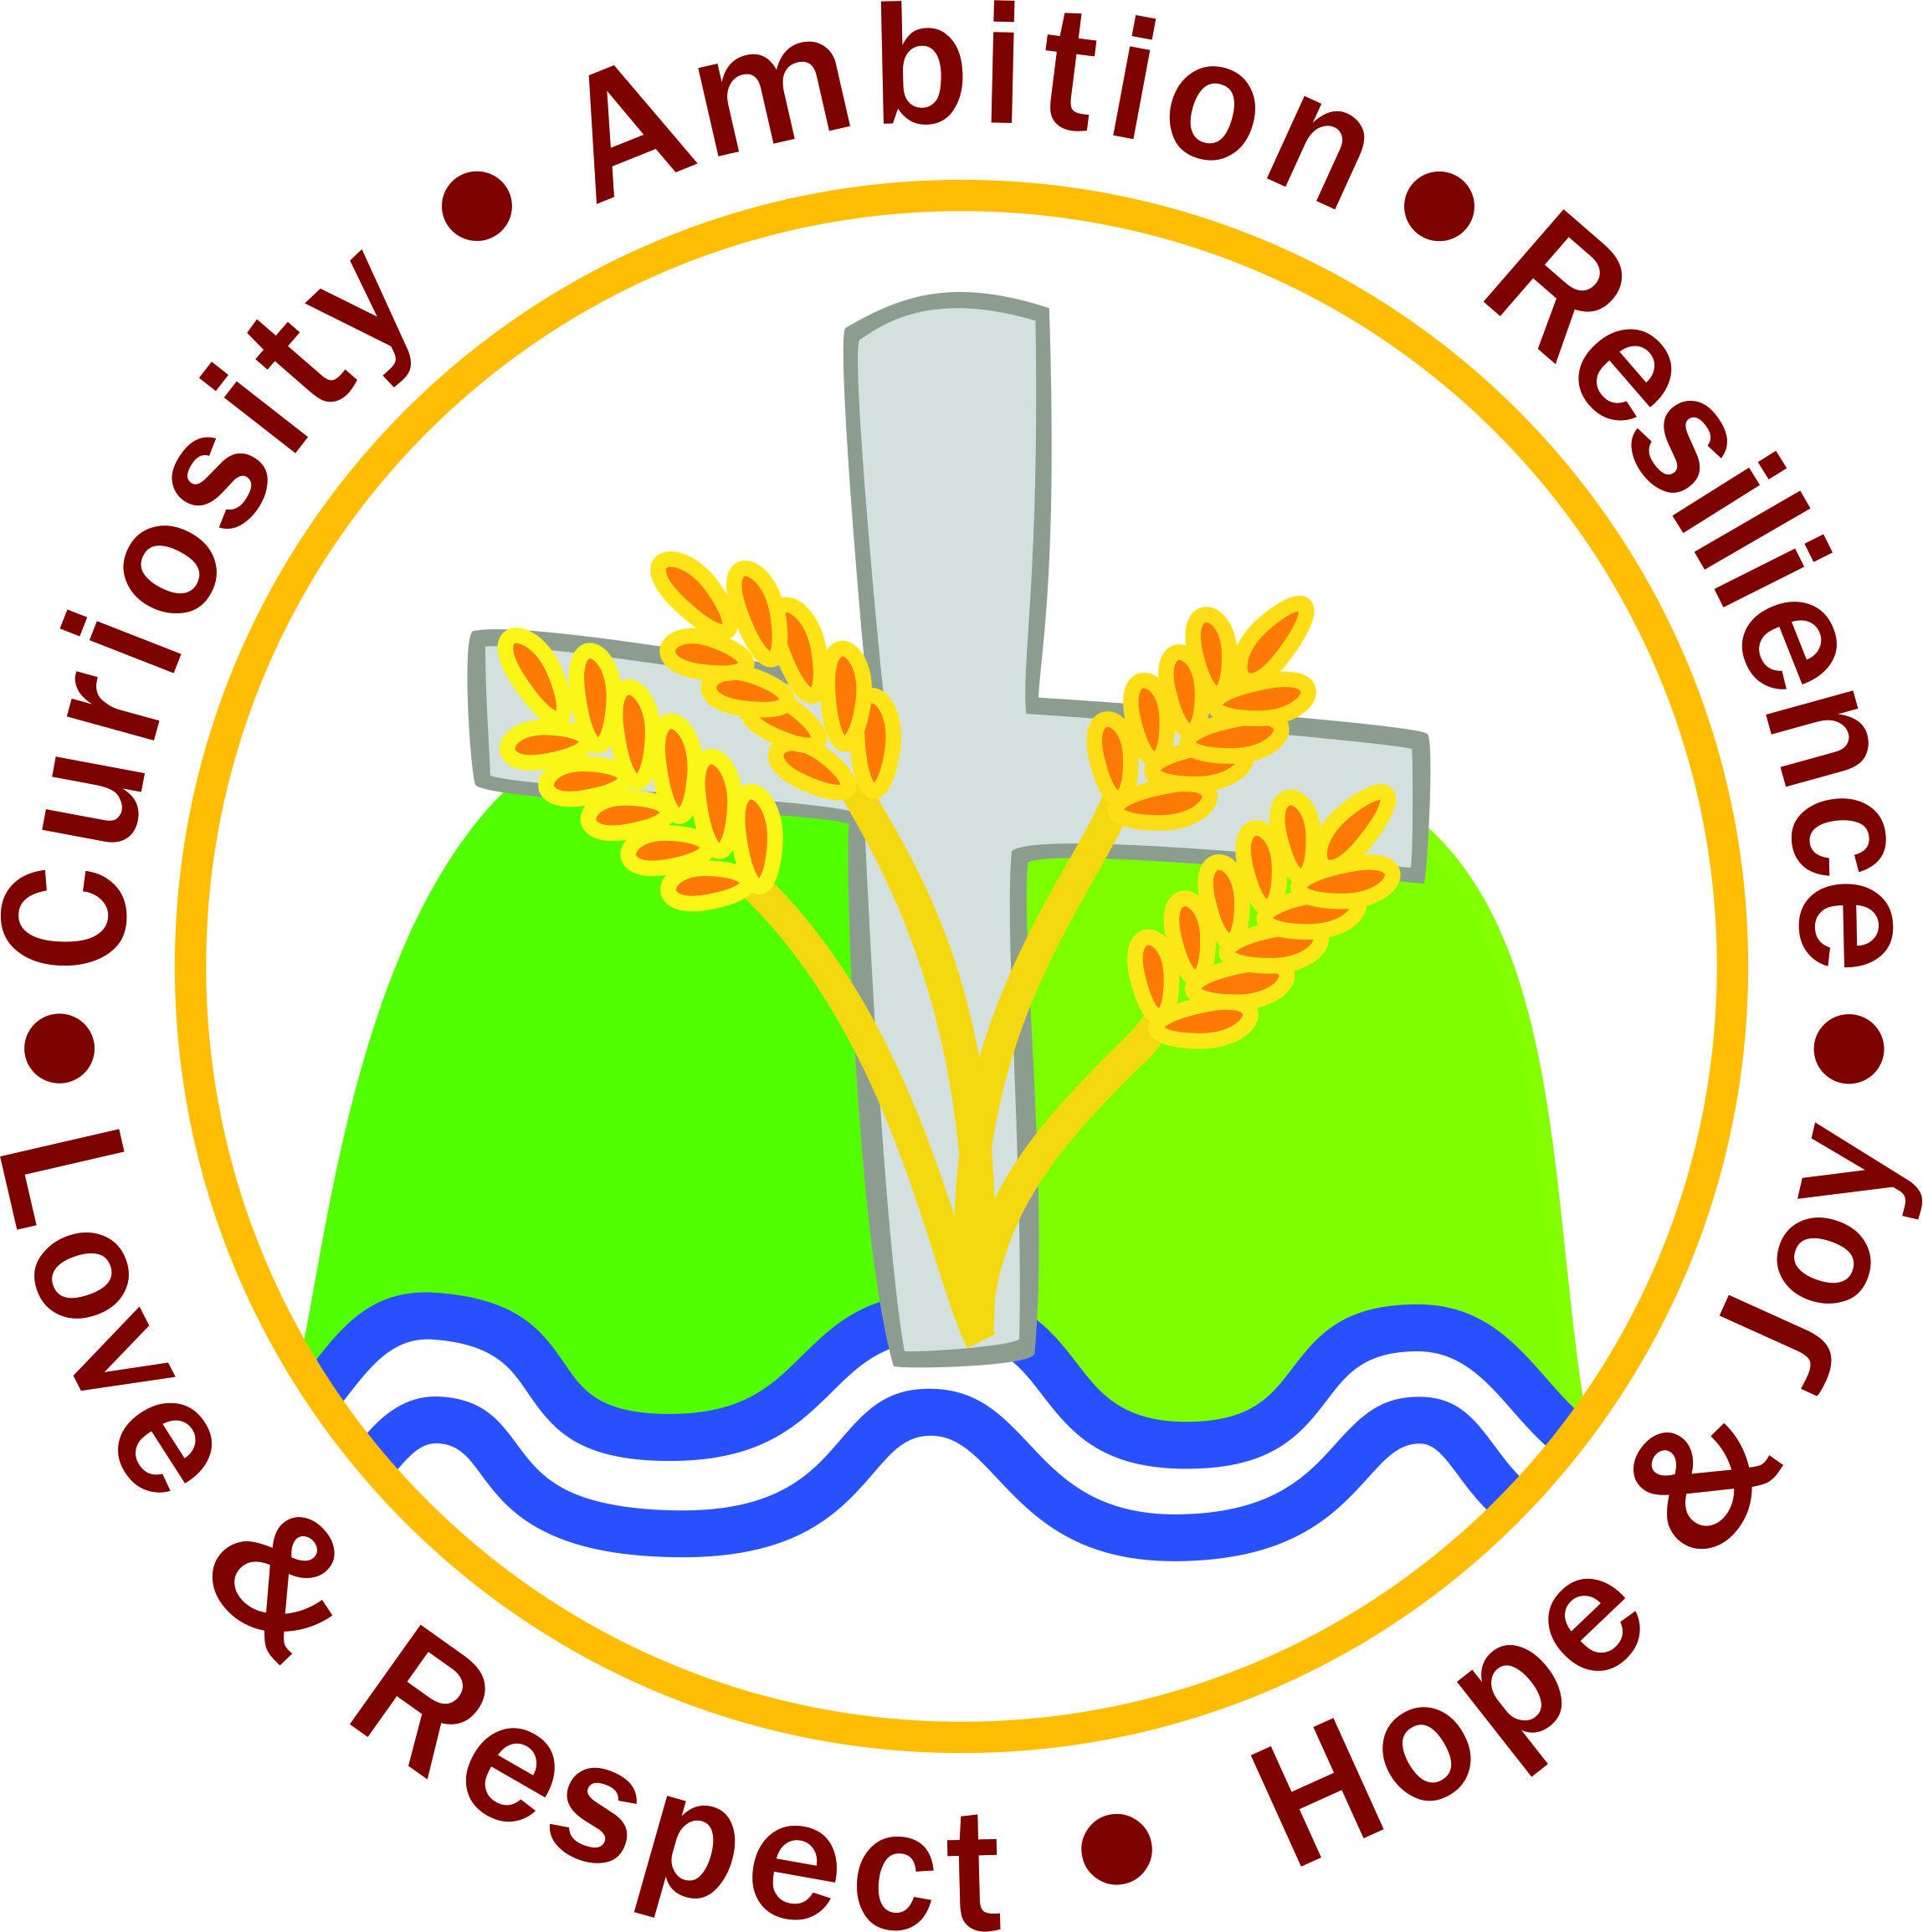 Ambition • Resilience • Joy & Hope • Respect & Love • Curiosity •